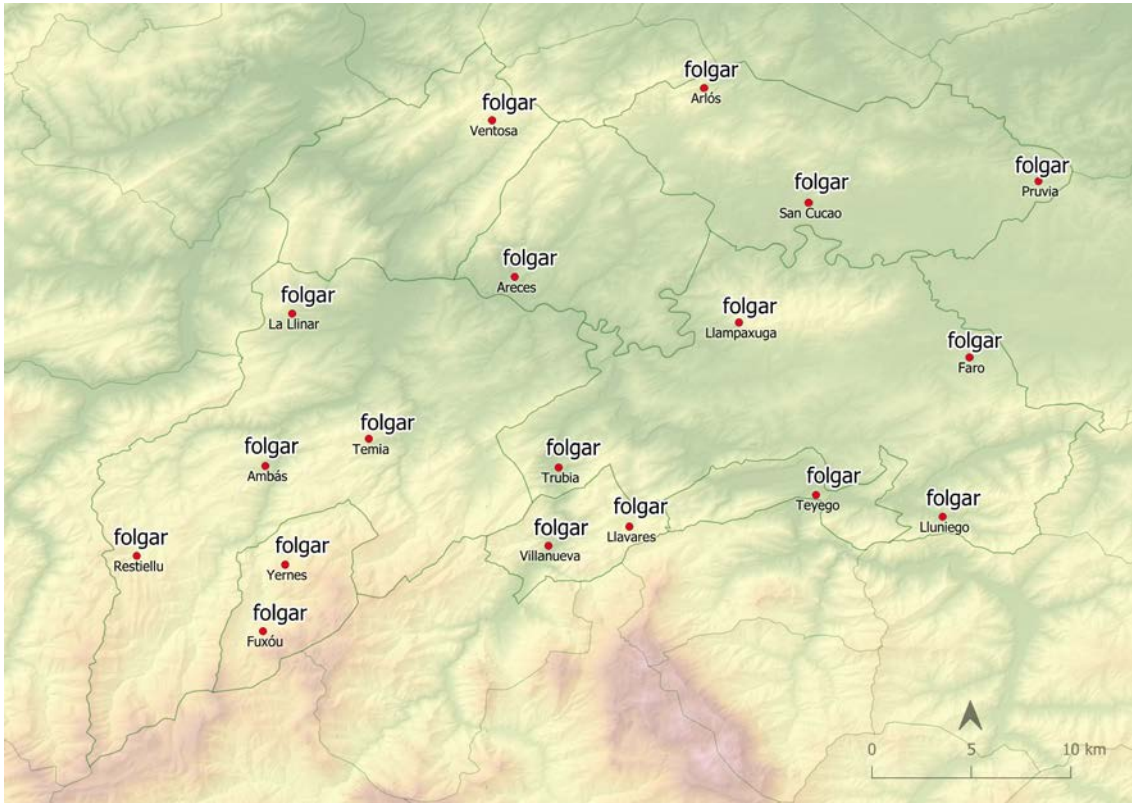 folgar
Arlós
folgar
Ventosa
folgar
Pruvia
folgar
San Cucao
folgar
Areces
folgar
La Llinar
folgar
Llampaxuga
folgar
Faro
folgar
Temia
folgar
Ambás
folgar
Trubia
folgar
Teyego
folgar
Lluniego
folgar
Llavares
folgar
Villanueva
folgar
Restiellu
folgar
Yernes
folgar
Fuxóu
0 5 10 km